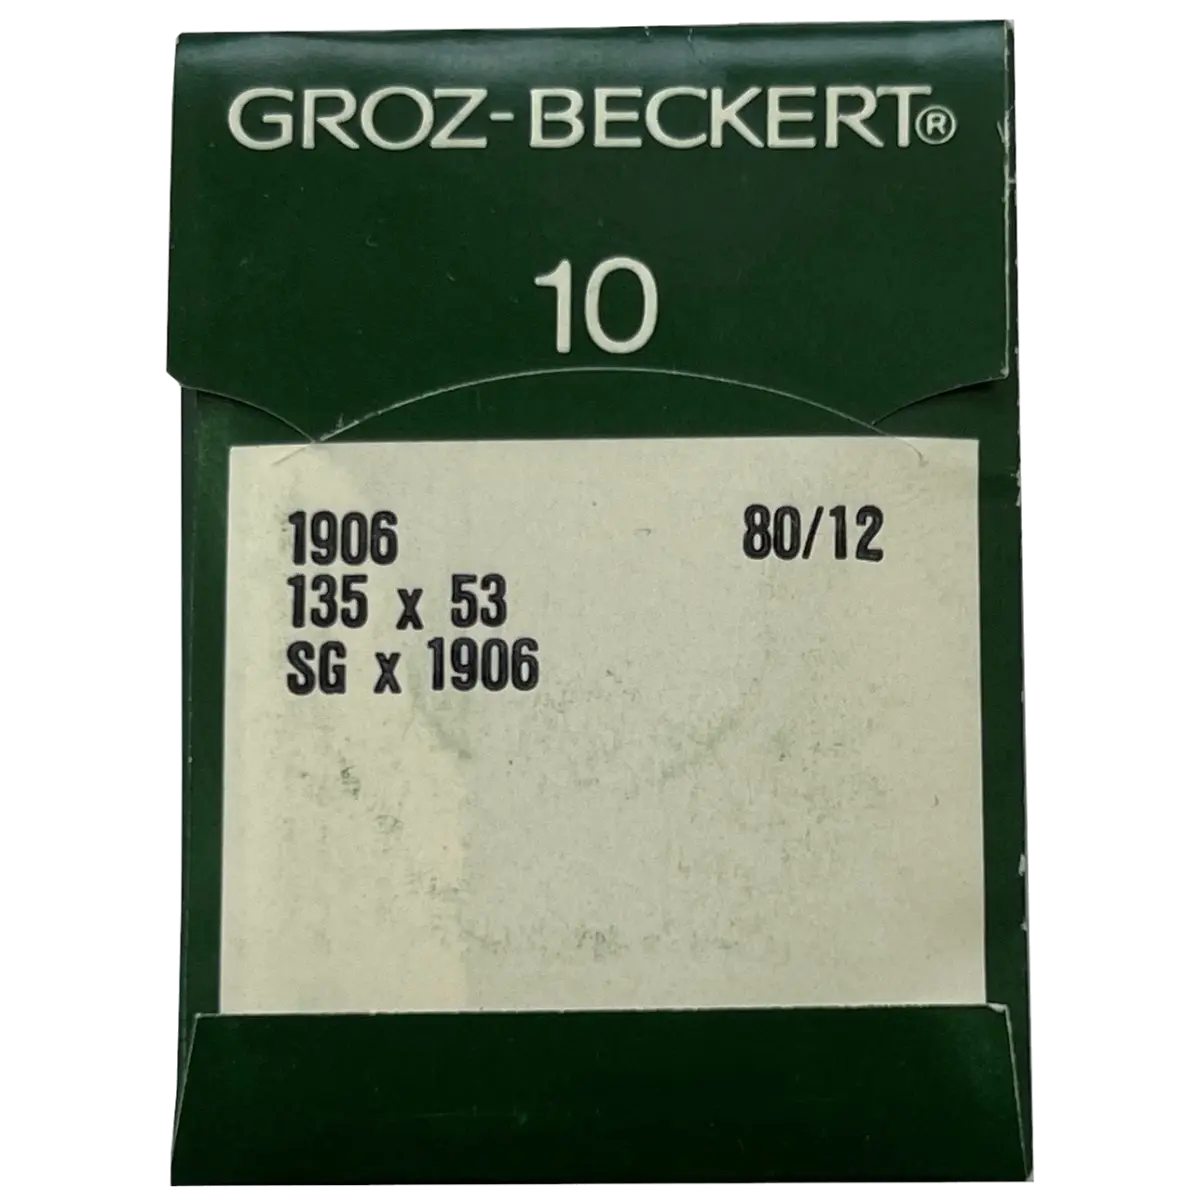 GROZ-BECKERT®
10
1906 80/12
135 x 53
SG x 1906